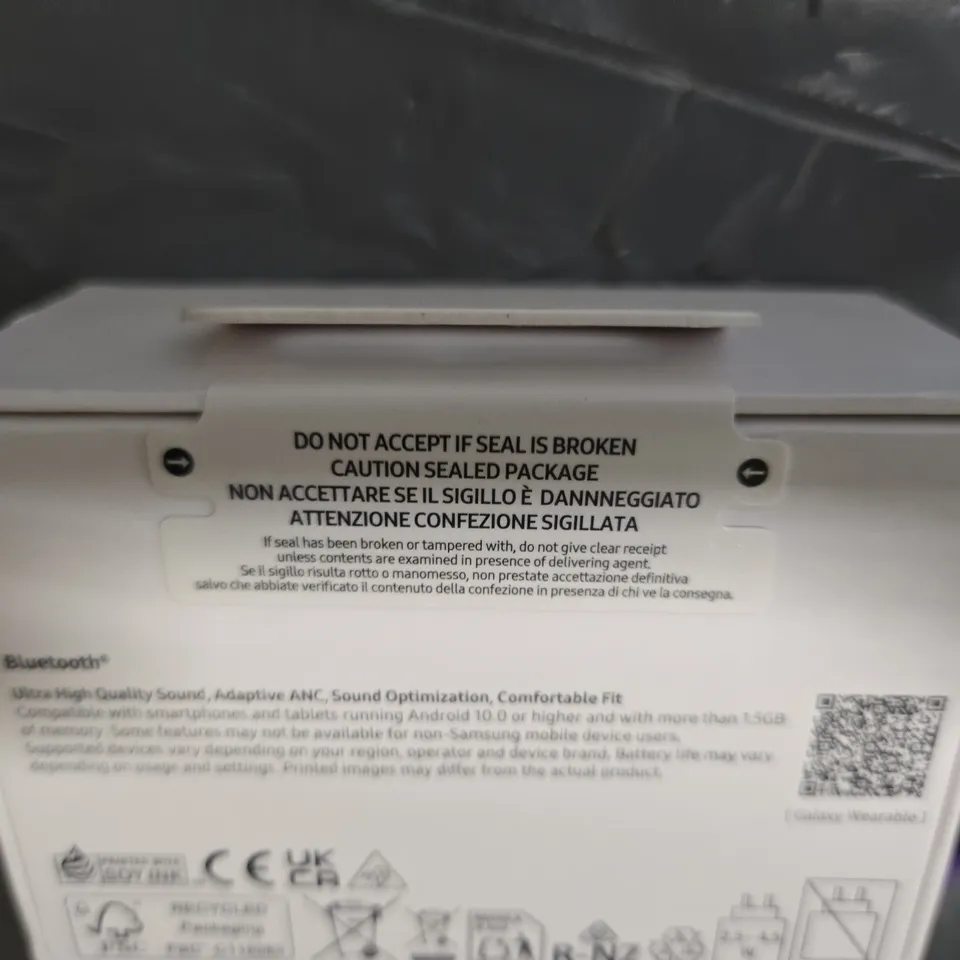 DO NOT ACCEPT IF SEAL IS BROKEN
CAUTION SEALED PACKAGE
NON ACCETTARE SE IL SIGILLO È DANNNEGGIATO
ATTENZIONE CONFEZIONE SIGILLATA
If seal has been broken or tampered with, do not give clear receipt
unless contents are examined in presence of delivering agent.
Se il sigillo risulta rotto o manomesso, non prestate accettazione definitiva
salvo che abbiate verificato il contenuto della confezione in presenza di chi ve la consegna.
Bluetooth®
Ultra High Quality Sound, Adaptive ANC, Sound Optimization, Comfortable Fit
Compatible with smartphones and tablets running Android 10.0 or higher and with more than 1.5GB
of memory. Some features may not be available for non-Samsung mobile device users.
Supported devices vary depending on your region, operator and device brand. Battery life may vary
depending on usage and settings. Printed images may differ from the actual product.
[ Galaxy Wearable ]
PRINTED WITH
SOY INK
CE
UK
CA
RECYCLED
Packaging
R-NZ